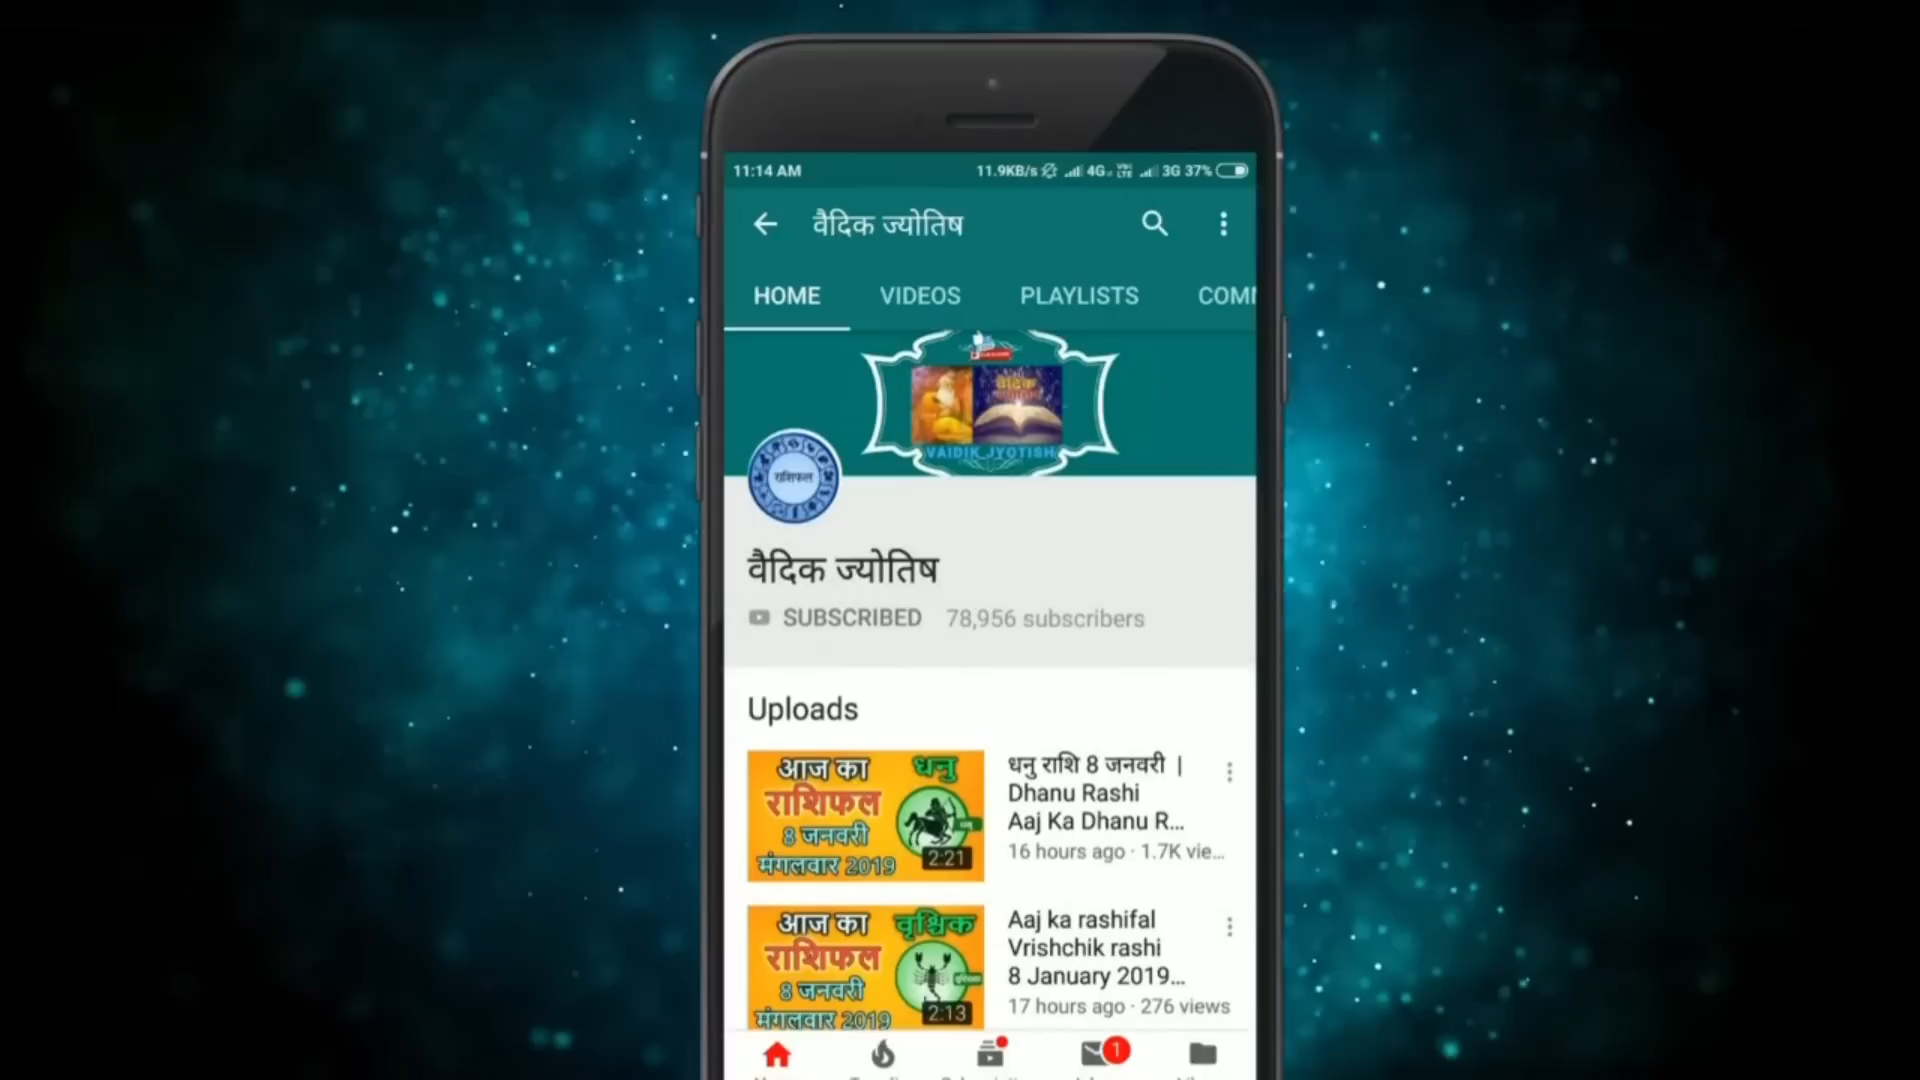 11:14 AM
11.9KB/s 4G VoLTE 3G 37%
वैदिक ज्योतिष
HOME VIDEOS PLAYLISTS COMM
वैदिक
VAIDIK JYOTISH
राशिफल
वैदिक ज्योतिष
SUBSCRIBED 78,956 subscribers
Uploads
आज का धनु
राशिफल
8 जनवरी
मंगलवार 2019
2:21
धनु राशि 8 जनवरी |
Dhanu Rashi
Aaj Ka Dhanu R...
16 hours ago · 1.7K vie...
आज का वृश्चिक
राशिफल
8 जनवरी
मंगलवार 2019
2:13
Aaj ka rashifal
Vrishchik rashi
8 January 2019...
17 hours ago · 276 views
1